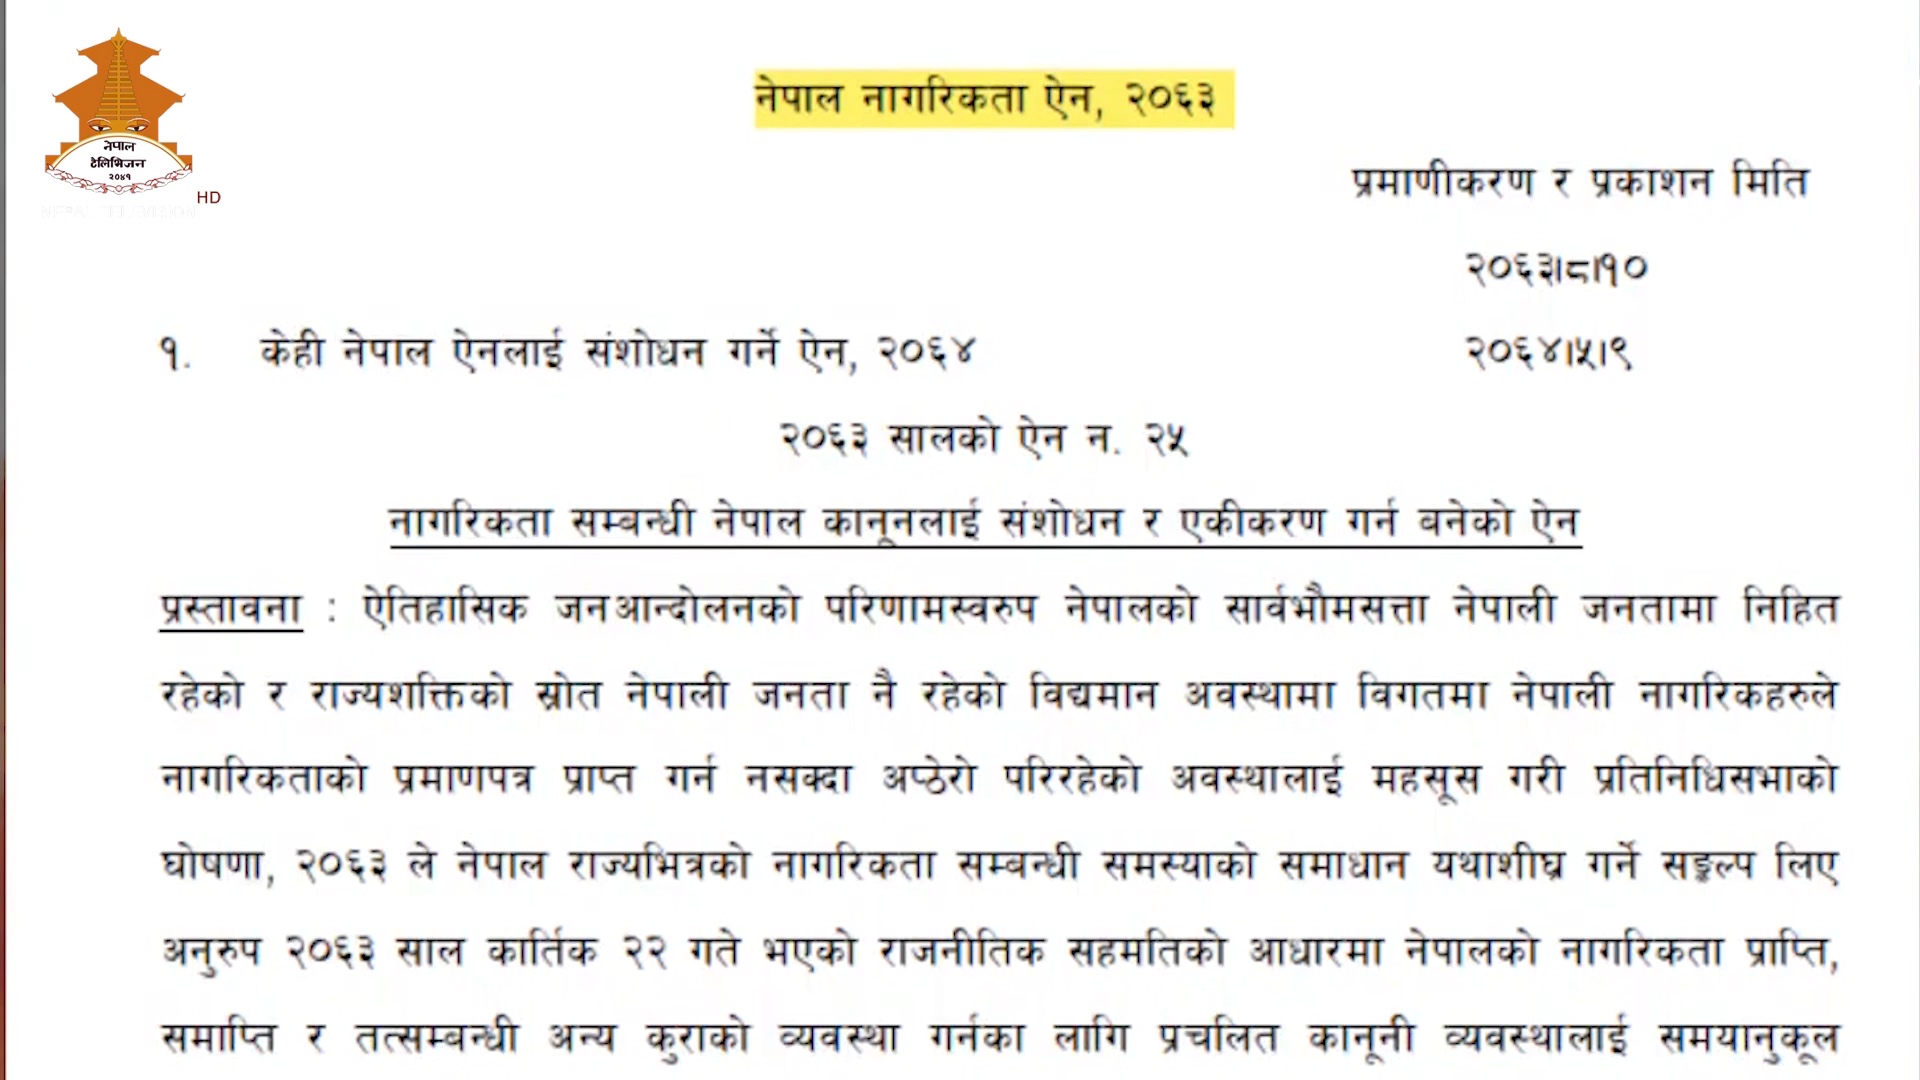 नेपाल नागरिकता ऐन, २०६३
नेपाल
टेलिभिजन
२०४१
HD
NEPAL TELEVISION
प्रमाणीकरण र प्रकाशन मिति
२०६३।८।१०
१. केही नेपाल ऐनलाई संशोधन गर्ने ऐन, २०६४ २०६४।५।९
२०६३ सालको ऐन न. २५
नागरिकता सम्बन्धी नेपाल कानूनलाई संशोधन र एकीकरण गर्न बनेको ऐन
प्रस्तावना : ऐतिहासिक जनआन्दोलनको परिणामस्वरुप नेपालको सार्वभौमसत्ता नेपाली जनतामा निहित
रहेको र राज्यशक्तिको स्रोत नेपाली जनता नै रहेको विद्यमान अवस्थामा विगतमा नेपाली नागरिकहरुले
नागरिकताको प्रमाणपत्र प्राप्त गर्न नसक्दा अप्ठेरो परिरहेको अवस्थालाई महसूस गरी प्रतिनिधिसभाको
घोषणा, २०६३ ले नेपाल राज्यभित्रको नागरिकता सम्बन्धी समस्याको समाधान यथाशीघ्र गर्ने सङ्कल्प लिए
अनुरुप २०६३ साल कार्तिक २२ गते भएको राजनीतिक सहमतिको आधारमा नेपालको नागरिकता प्राप्ति,
समाप्ति र तत्सम्बन्धी अन्य कुराको व्यवस्था गर्नका लागि प्रचलित कानूनी व्यवस्थालाई समयानुकूल